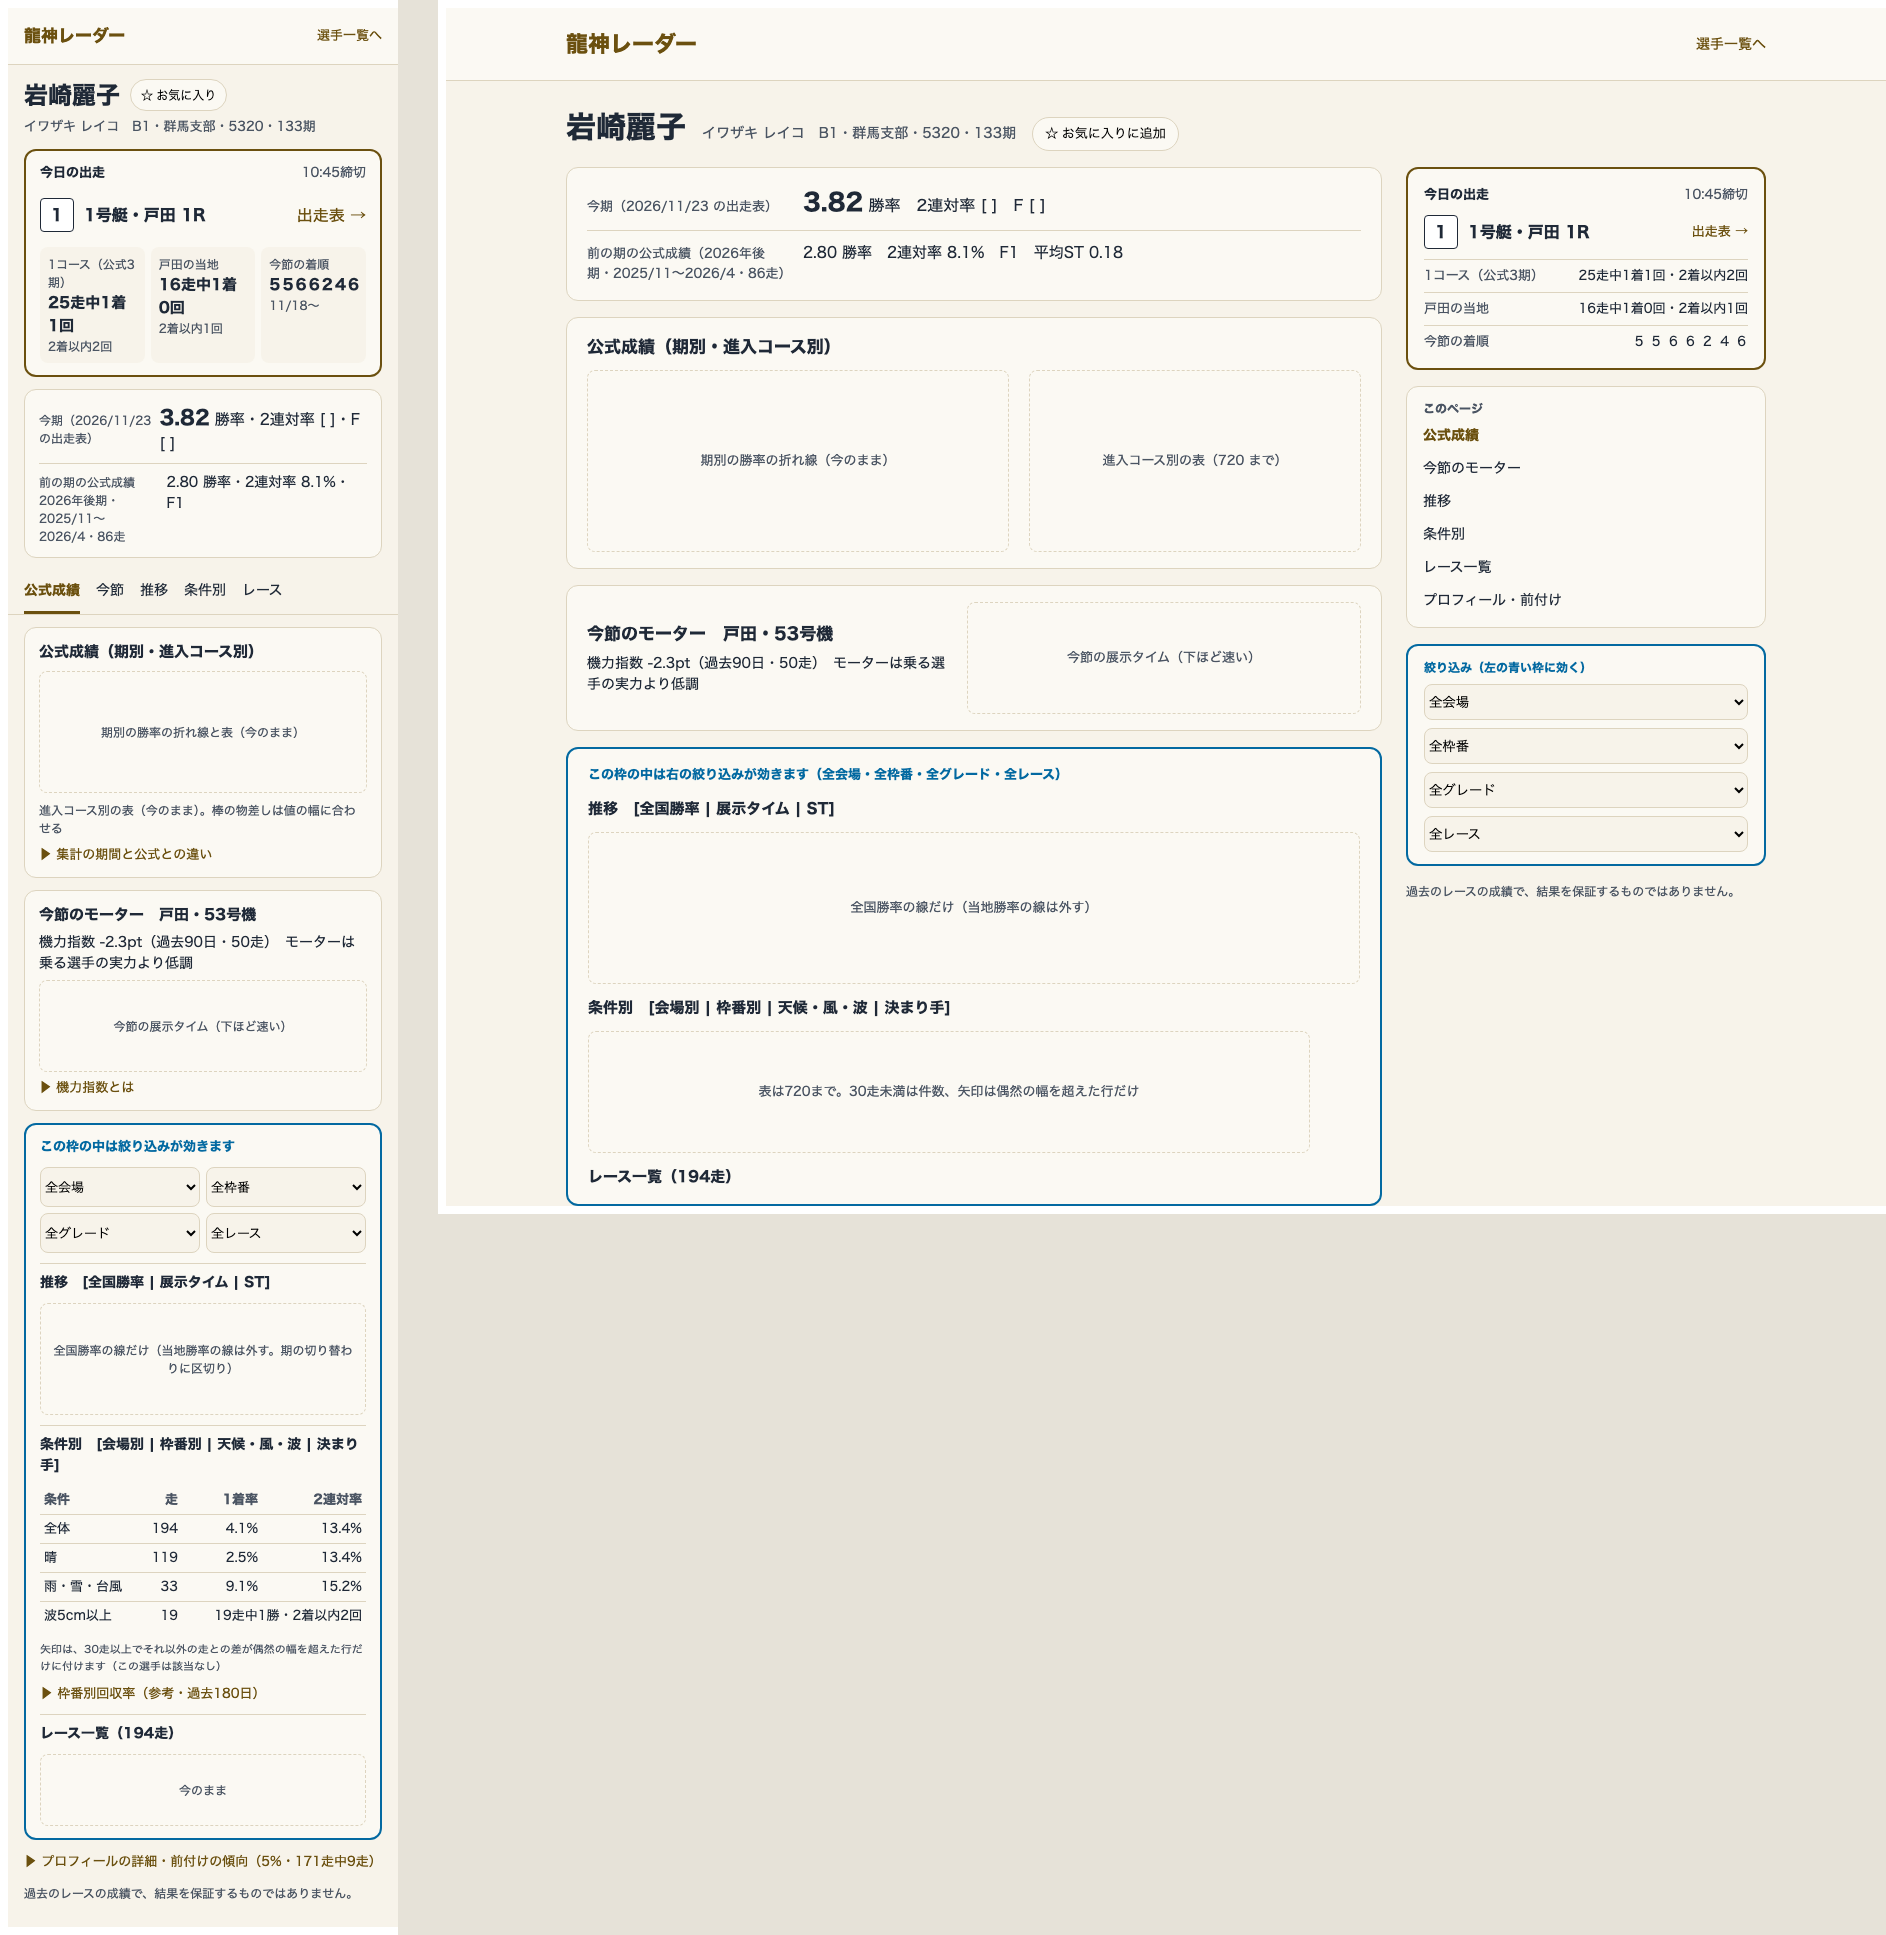 龍神レーダー
選手一覧へ
岩崎麗子
☆ お気に入り
イワザキ レイコ　B1・群馬支部・5320・133期
今日の出走
10:45締切
1
1号艇・戸田 1R
出走表 →
1コース（公式3
期）
25走中1着
1回
2着以内2回
戸田の当地
16走中1着
0回
2着以内1回
今節の着順
5566246
11/18〜
今期（2026/11/23
の出走表）
3.82 勝率・2連対率 [ ]・F
[ ]
前の期の公式成績
2026年後期・
2025/11〜
2026/4・86走
2.80 勝率・2連対率 8.1%・
F1
公式成績
今節
推移
条件別
レース
公式成績（期別・進入コース別）
期別の勝率の折れ線と表（今のまま）
進入コース別の表（今のまま）。棒の物差しは値の幅に合わ
せる
▶ 集計の期間と公式との違い
今節のモーター　戸田・53号機
機力指数 -2.3pt（過去90日・50走）　モーターは
乗る選手の実力より低調
今節の展示タイム（下ほど速い）
▶ 機力指数とは
この枠の中は絞り込みが効きます
全会場
全枠番
全グレード
全レース
推移　[全国勝率 | 展示タイム | ST]
全国勝率の線だけ（当地勝率の線は外す。期の切り替わ
りに区切り）
条件別　[会場別 | 枠番別 | 天候・風・波 | 決まり
手]
条件 走 1着率 2連対率
全体 194 4.1% 13.4%
晴 119 2.5% 13.4%
雨・雪・台風 33 9.1% 15.2%
波5cm以上 19 19走中1勝・2着以内2回
矢印は、30走以上でそれ以外の走との差が偶然の幅を超えた行だ
けに付けます（この選手は該当なし）
▶ 枠番別回収率（参考・過去180日）
レース一覧（194走）
今のまま
▶ プロフィールの詳細・前付けの傾向（5%・171走中9走）
過去のレースの成績で、結果を保証するものではありません。
龍神レーダー
選手一覧へ
岩崎麗子
イワザキ レイコ　B1・群馬支部・5320・133期
☆ お気に入りに追加
今期（2026/11/23 の出走表）
3.82 勝率　2連対率 [ ]　F [ ]
前の期の公式成績（2026年後
期・2025/11〜2026/4・86走）
2.80 勝率　2連対率 8.1%　F1　平均ST 0.18
公式成績（期別・進入コース別）
期別の勝率の折れ線（今のまま）
進入コース別の表（720 まで）
今節のモーター　戸田・53号機
機力指数 -2.3pt（過去90日・50走）　モーターは乗る選
手の実力より低調
今節の展示タイム（下ほど速い）
この枠の中は右の絞り込みが効きます（全会場・全枠番・全グレード・全レース）
推移　[全国勝率 | 展示タイム | ST]
全国勝率の線だけ（当地勝率の線は外す）
条件別　[会場別 | 枠番別 | 天候・風・波 | 決まり手]
表は720まで。30走未満は件数、矢印は偶然の幅を超えた行だけ
レース一覧（194走）
今日の出走
10:45締切
1
1号艇・戸田 1R
出走表 →
1コース（公式3期）
25走中1着1回・2着以内2回
戸田の当地
16走中1着0回・2着以内1回
今節の着順
5 5 6 6 2 4 6
このページ
公式成績
今節のモーター
推移
条件別
レース一覧
プロフィール・前付け
絞り込み（左の青い枠に効く）
全会場
全枠番
全グレード
全レース
過去のレースの成績で、結果を保証するものではありません。